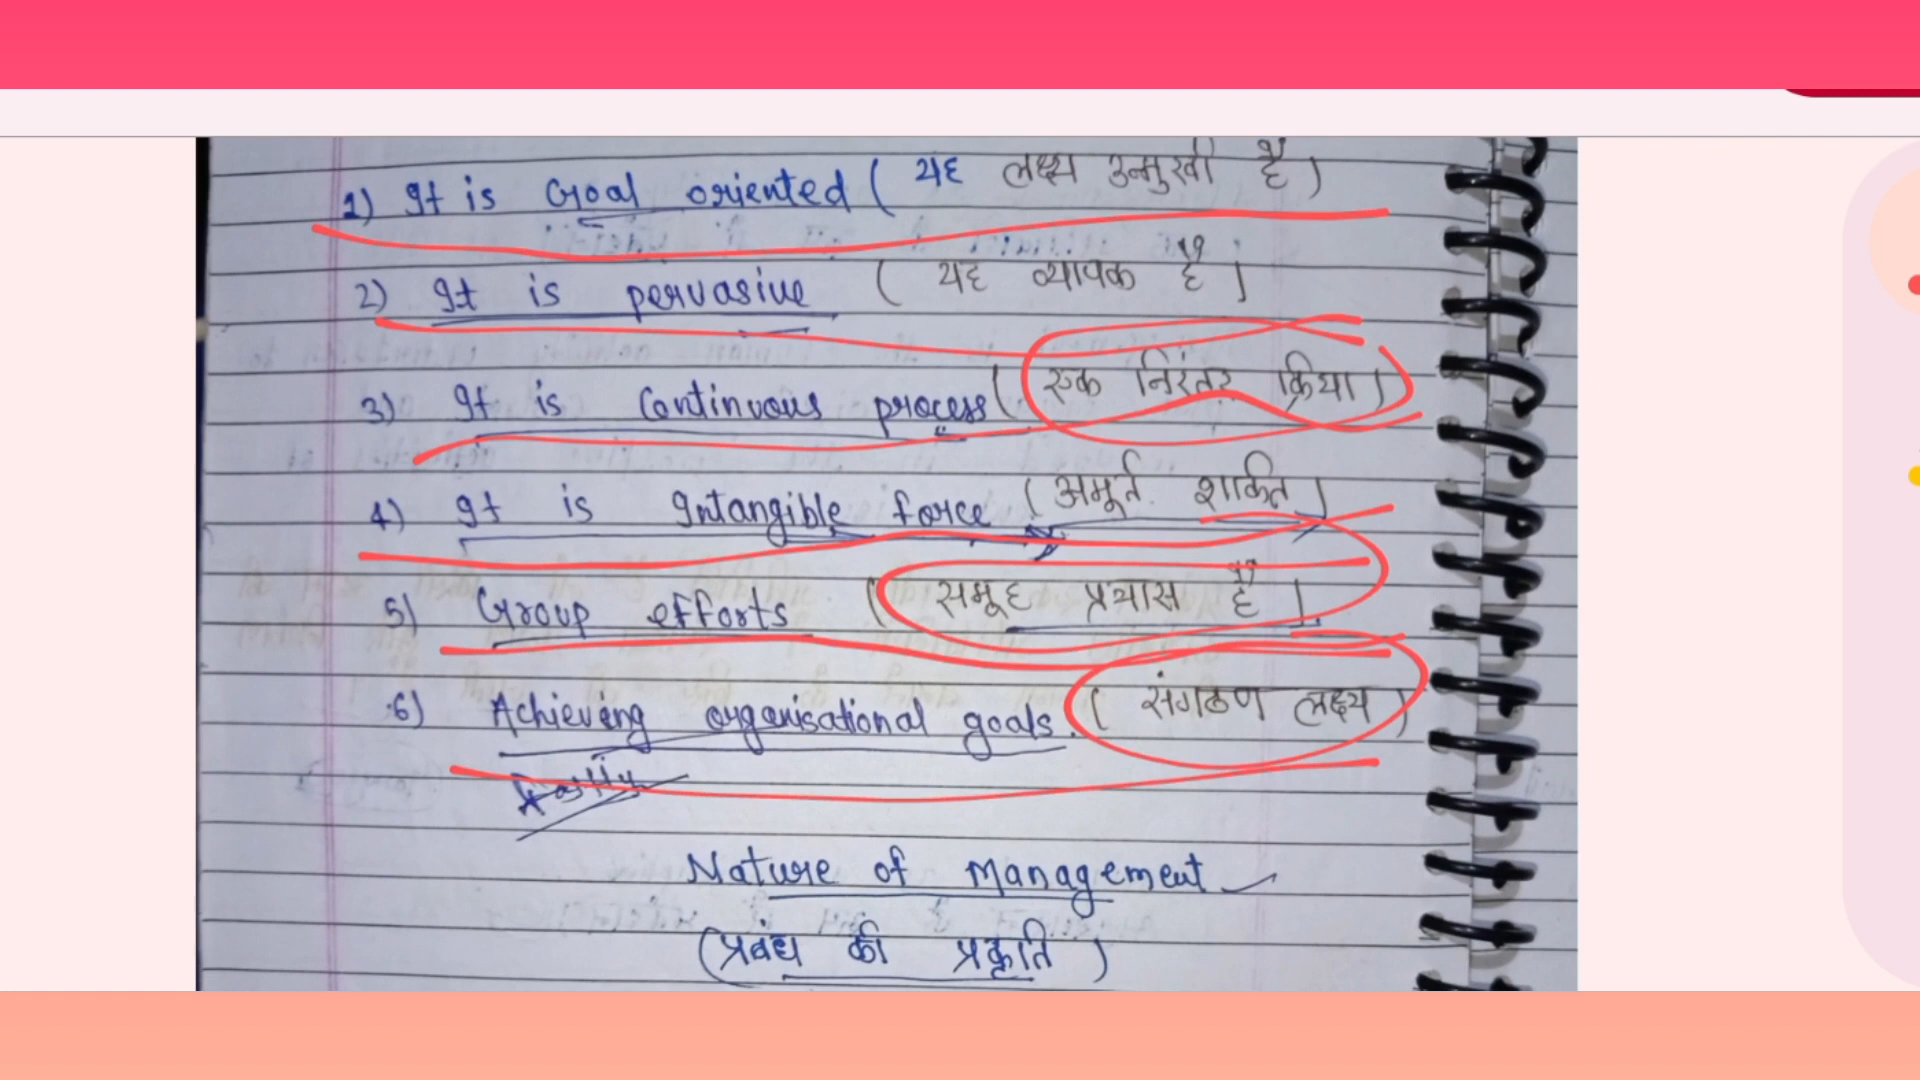 1) It is Goal oriented ( यह लक्ष्य उन्मुखी है )
2) It is pervasive ( यह व्यापक है ]
3) It is Continuous process ( एक निरंतर क्रिया )
4) It is Intangible force ( अमूर्त शक्ति )
5) Group efforts ( समूह प्रयास है ).
6) Achieving organisational goals. ( संगठण लक्ष्य )
Nature of Management
(प्रबंध की प्रकृति )